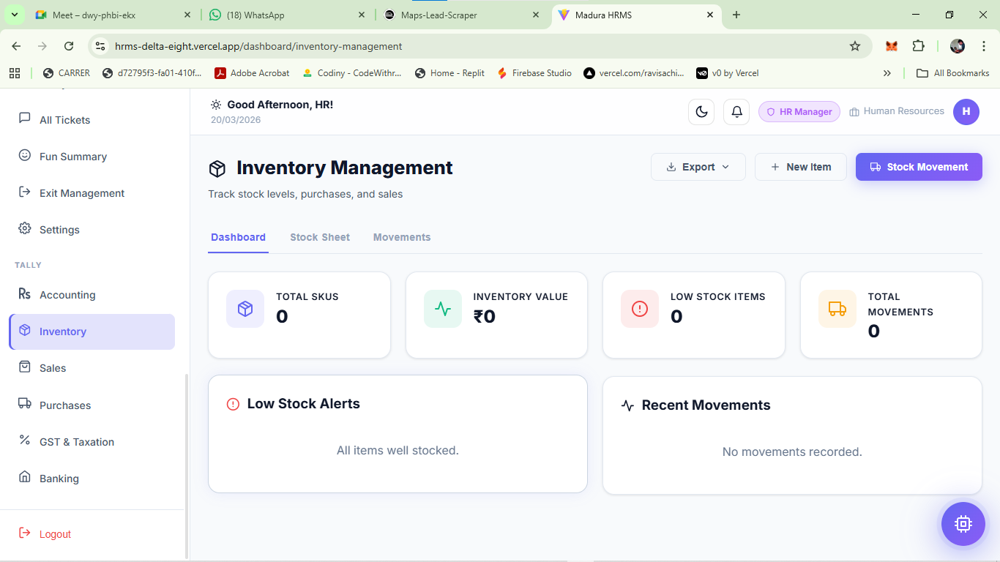 Meet – dwy-phbi-ekx
(18) WhatsApp
Maps-Lead-Scraper
Madura HRMS
hrms-delta-eight.vercel.app/dashboard/inventory-management
CARRER
d72795f3-fa01-410f...
Adobe Acrobat
Codiny - CodeWithr...
Home - Replit
Firebase Studio
vercel.com/ravisachi...
v0 by Vercel
All Bookmarks
All Tickets
Fun Summary
Exit Management
Settings
TALLY
Accounting
Inventory
Sales
Purchases
GST & Taxation
Banking
Logout
Good Afternoon, HR!
20/03/2026
HR Manager
Human Resources
H
Inventory Management
Track stock levels, purchases, and sales
Export
New Item
Stock Movement
Dashboard
Stock Sheet
Movements
TOTAL SKUS
0
INVENTORY VALUE
₹0
LOW STOCK ITEMS
0
TOTAL
MOVEMENTS
0
Low Stock Alerts
All items well stocked.
Recent Movements
No movements recorded.